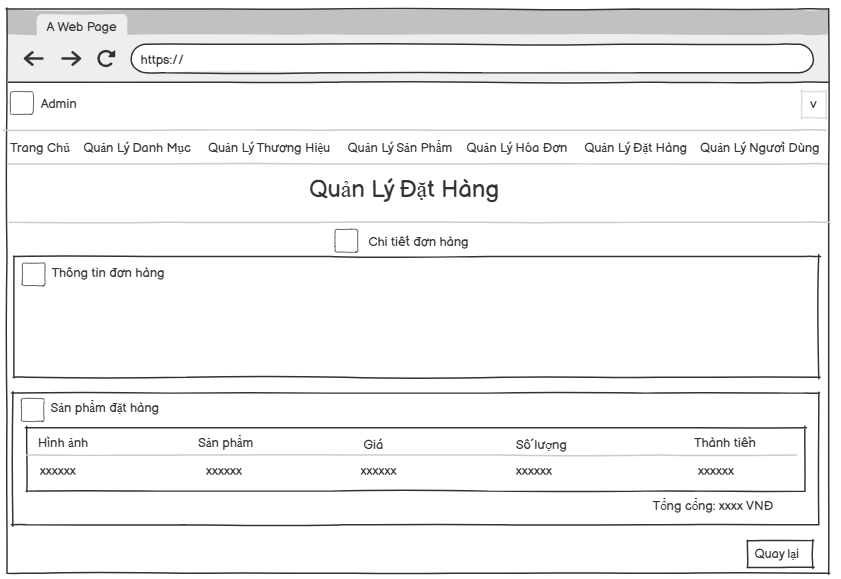 A Web Page
https://
Admin v
Trang Chủ Quản Lý Danh Mục Quản Lý Thương Hiệu Quản Lý Sản Phẩm Quản Lý Hóa Đơn Quản Lý Đặt Hàng Quản Lý Người Dùng
Quản Lý Đặt Hàng
Chi tiết đơn hàng
Thông tin đơn hàng
Sản phẩm đặt hàng
Hình ảnh Sản phẩm Giá Số lượng Thành tiền
xxxxxx xxxxxx xxxxxx xxxxxx xxxxxx
Tổng cổng: xxxx VNĐ
Quay lại